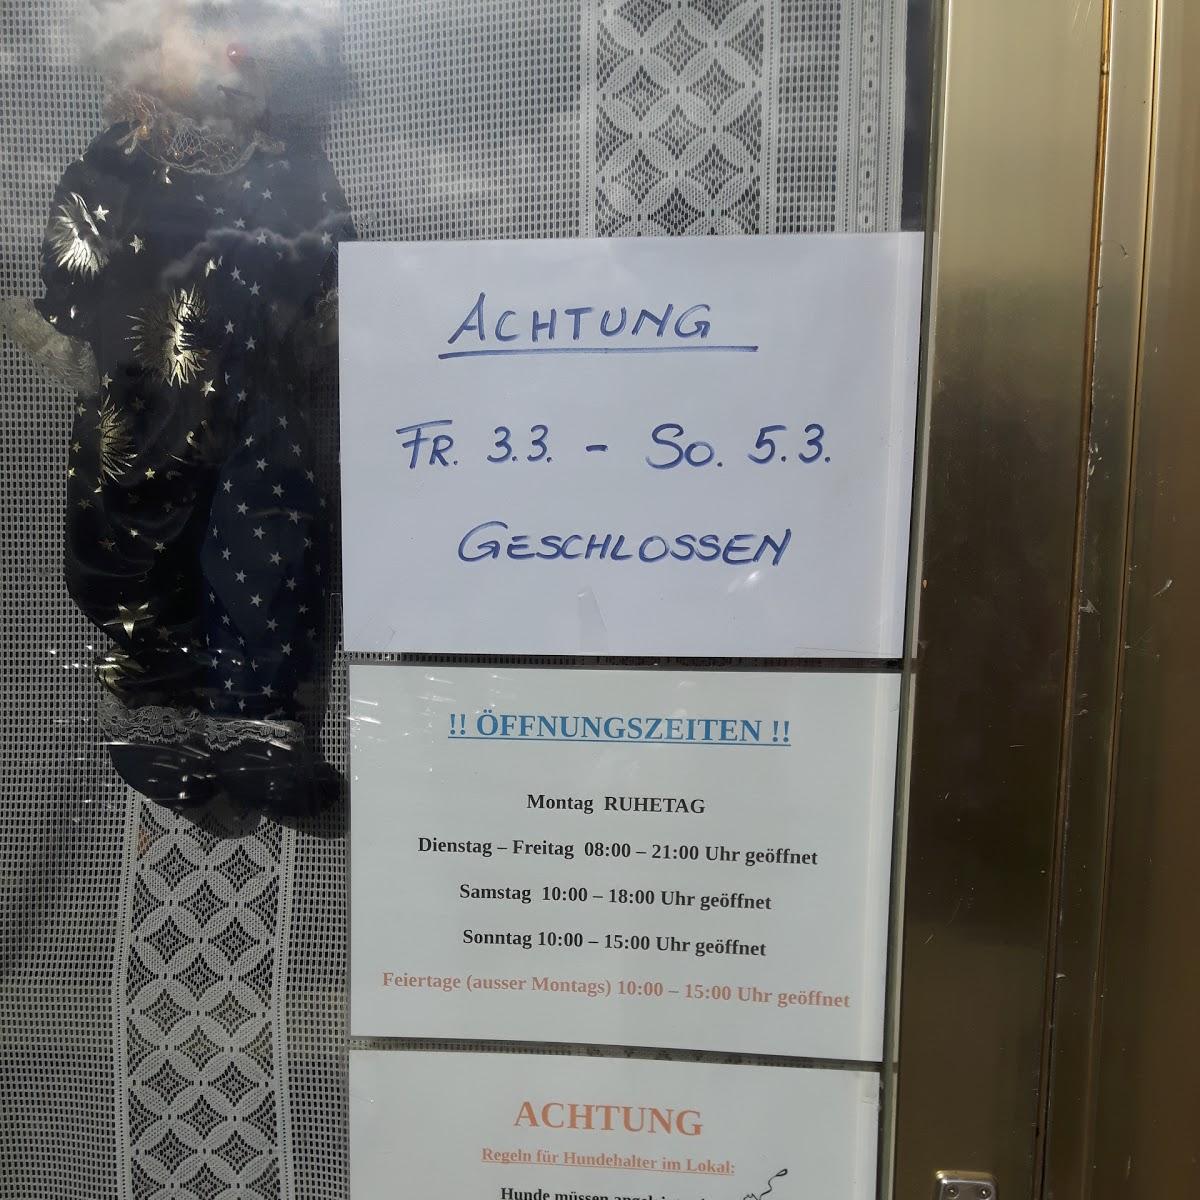 ACHTUNG
FR. 3.3. - SO. 5.3.
GESCHLOSSEN
!! ÖFFNUNGSZEITEN !!
Montag RUHETAG
Dienstag – Freitag 08:00 – 21:00 Uhr geöffnet
Samstag 10:00 – 18:00 Uhr geöffnet
Sonntag 10:00 – 15:00 Uhr geöffnet
Feiertage (ausser Montags) 10:00 – 15:00 Uhr geöffnet
ACHTUNG
Regeln für Hundehalter im Lokal:
Hunde müssen